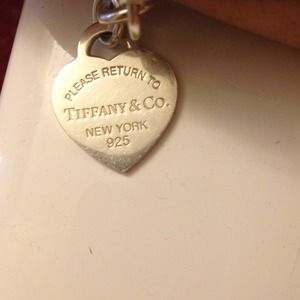 PLEASE RETURN TO
TIFFANY & CO.
NEW YORK
925